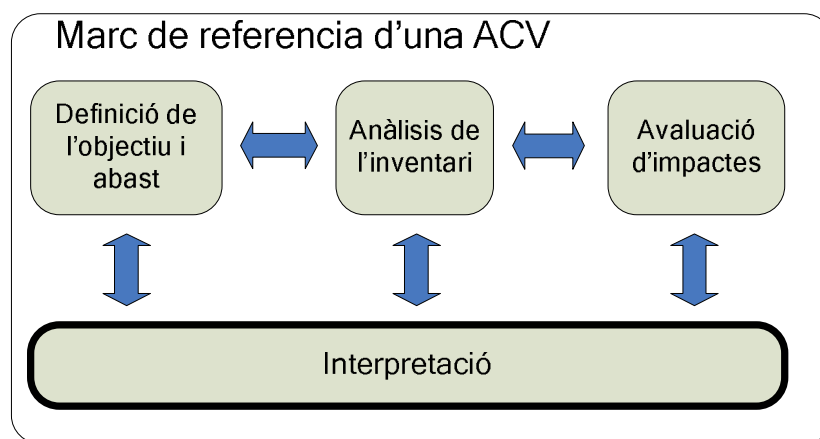 Marc de referencia d'una ACV
Definició de
l'objectiu i
abast
Anàlisis de
l'inventari
Avaluació
d'impactes
Interpretació